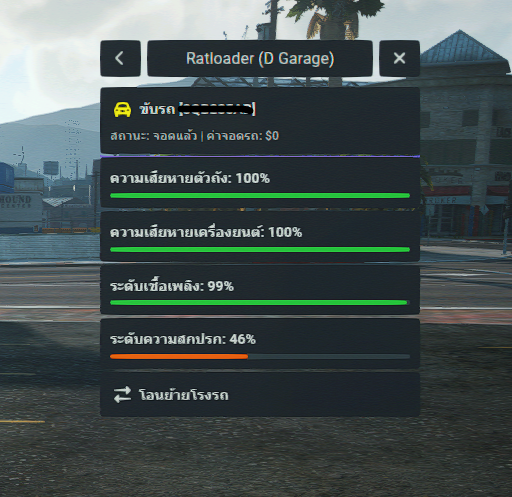 Ratloader (D Garage)
ขับรถ
สถานะ: จอดแล้ว | ค่าจอดรถ: $0
ความเสียหายตัวถัง: 100%
ความเสียหายเครื่องยนต์: 100%
ระดับเชื้อเพลิง: 99%
ระดับความสกปรก: 46%
โอนย้ายโรงรถ